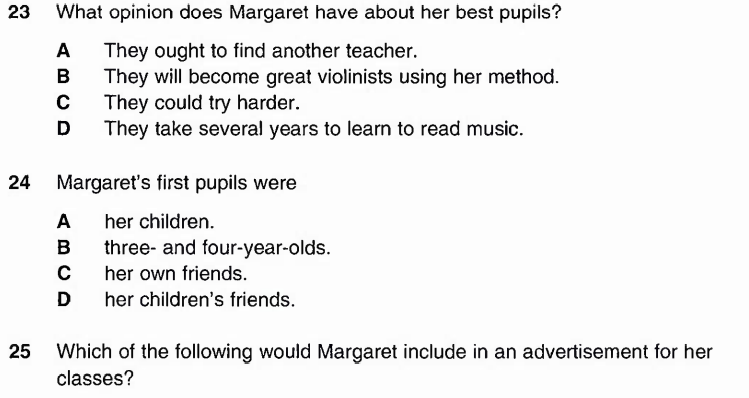 23 What opinion does Margaret have about her best pupils?
A They ought to find another teacher.
B They will become great violinists using her method.
C They could try harder.
D They take several years to learn to read music.
24 Margaret's first pupils were
A her children.
B three- and four-year-olds.
C her own friends.
D her children's friends.
25 Which of the following would Margaret include in an advertisement for her
classes?